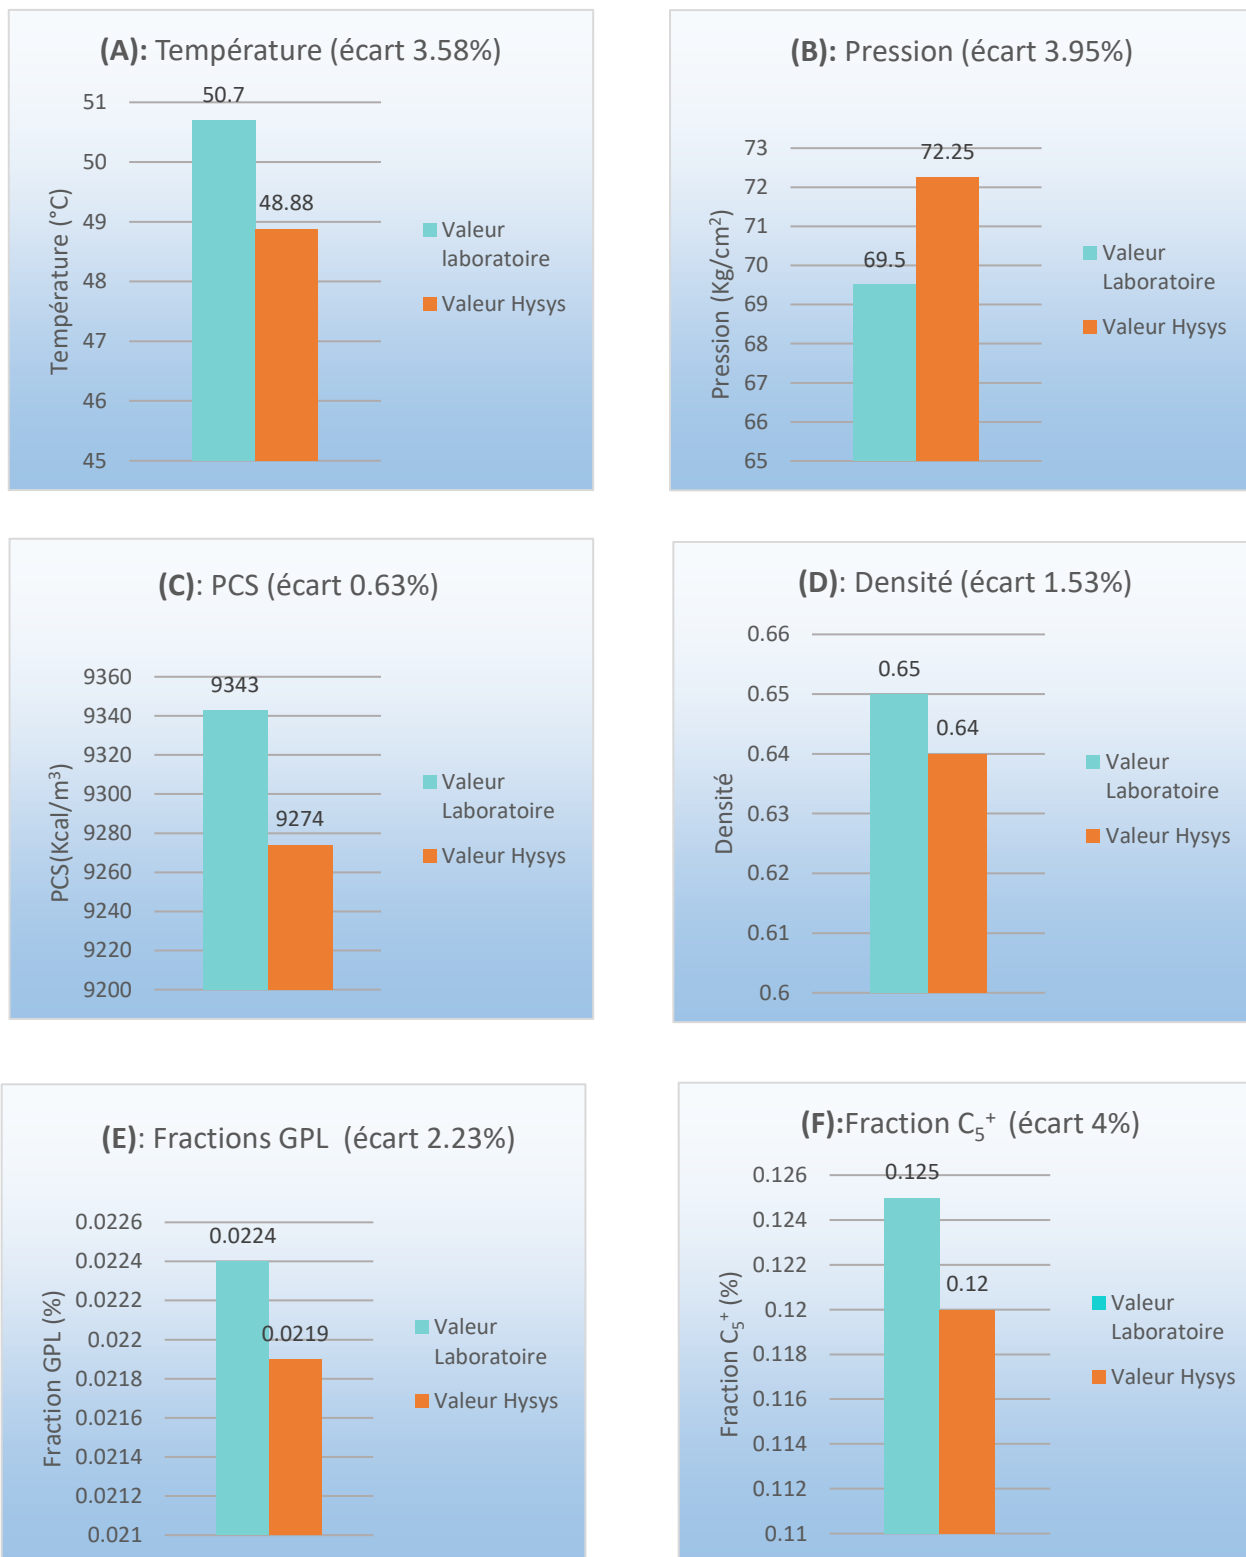 (A): Température (écart 3.58%)
51
50
49
48
47
46
45
Température (°C)
50.7
48.88
Valeur
laboratoire
Valeur Hysys
(B): Pression (écart 3.95%)
73
72
71
70
69
68
67
66
65
Pression (Kg/cm²)
69.5
72.25
Valeur
Laboratoire
Valeur Hysys
(C): PCS (écart 0.63%)
9360
9340
9320
9300
9280
9260
9240
9220
9200
PCS(Kcal/m³)
9343
9274
Valeur
Laboratoire
Valeur Hysys
(D): Densité (écart 1.53%)
0.66
0.65
0.64
0.63
0.62
0.61
0.6
Densité
0.65
0.64
Valeur
Laboratoire
Valeur Hysys
(E): Fractions GPL (écart 2.23%)
0.0226
0.0224
0.0222
0.022
0.0218
0.0216
0.0214
0.0212
0.021
Fraction GPL (%)
0.0224
0.0219
Valeur
Laboratoire
Valeur Hysys
(F):Fraction C₅⁺ (écart 4%)
0.126
0.124
0.122
0.12
0.118
0.116
0.114
0.112
0.11
Fraction C₅⁺ (%)
0.125
0.12
Valeur
Laboratoire
Valeur Hysys